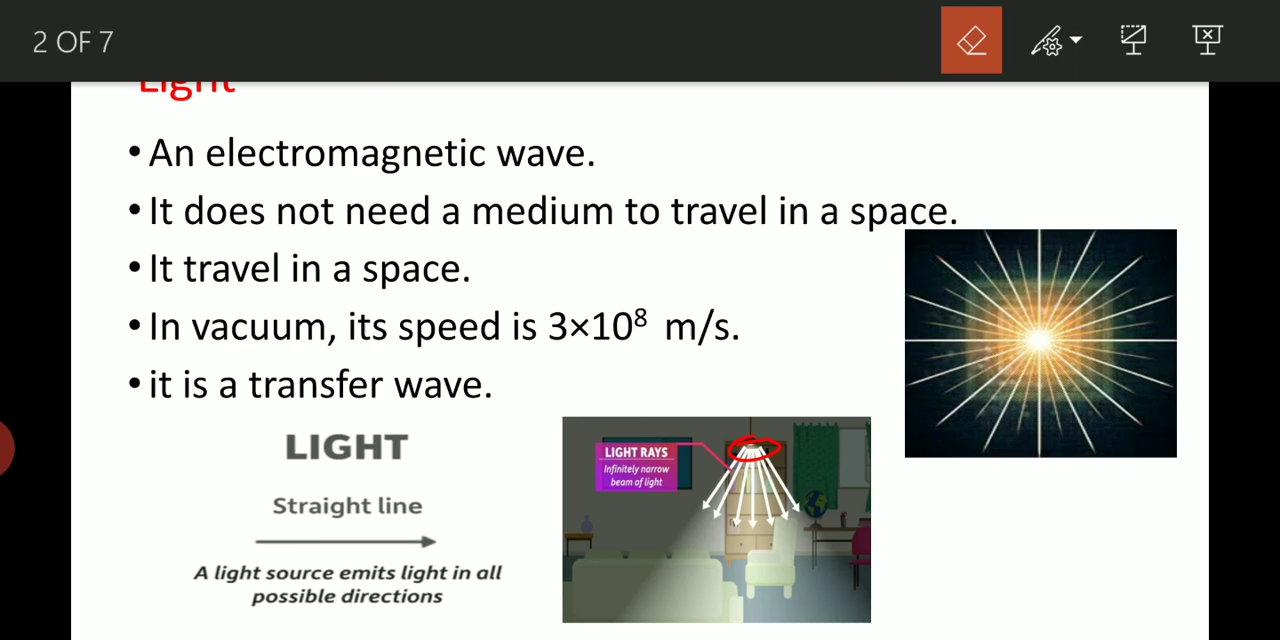 2 OF 7
Light
• An electromagnetic wave.
• It does not need a medium to travel in a space.
• It travel in a space.
• In vacuum, its speed is 3×10⁸ m/s.
• it is a transfer wave.
LIGHT
Straight line
A light source emits light in all
possible directions
LIGHT RAYS
Infinitely narrow
beam of light